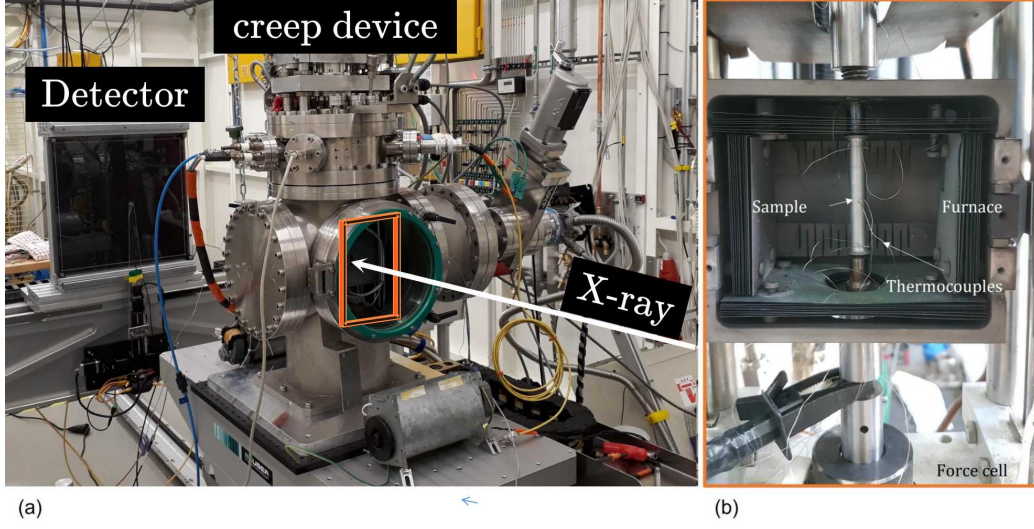 creep device
Detector
X-ray
Sample
Furnace
Thermocouples
Force cell
(a)
(b)